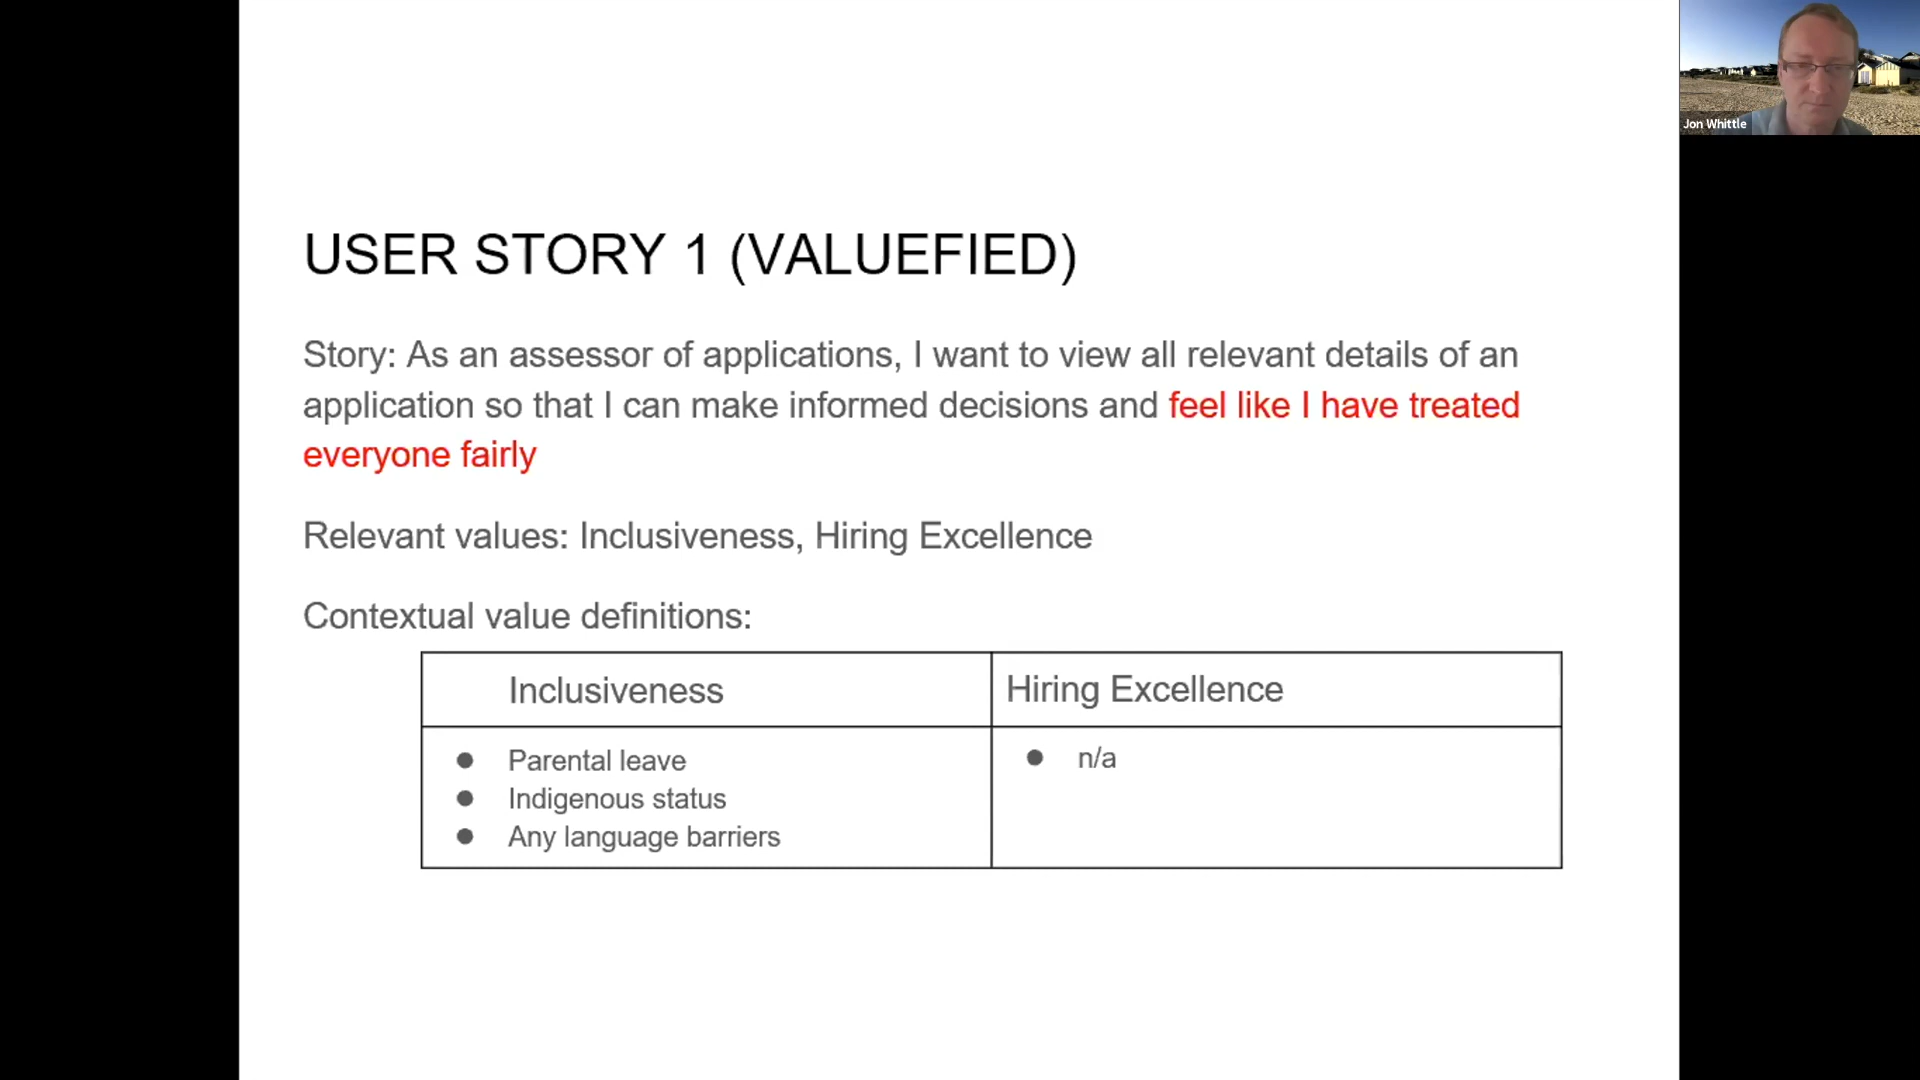 Jon Whittle
USER STORY 1 (VALUEFIED)
Story: As an assessor of applications, I want to view all relevant details of an
application so that I can make informed decisions and feel like I have treated
everyone fairly
Relevant values: Inclusiveness, Hiring Excellence
Contextual value definitions:
Inclusiveness
Hiring Excellence
● Parental leave
● Indigenous status
● Any language barriers
● n/a